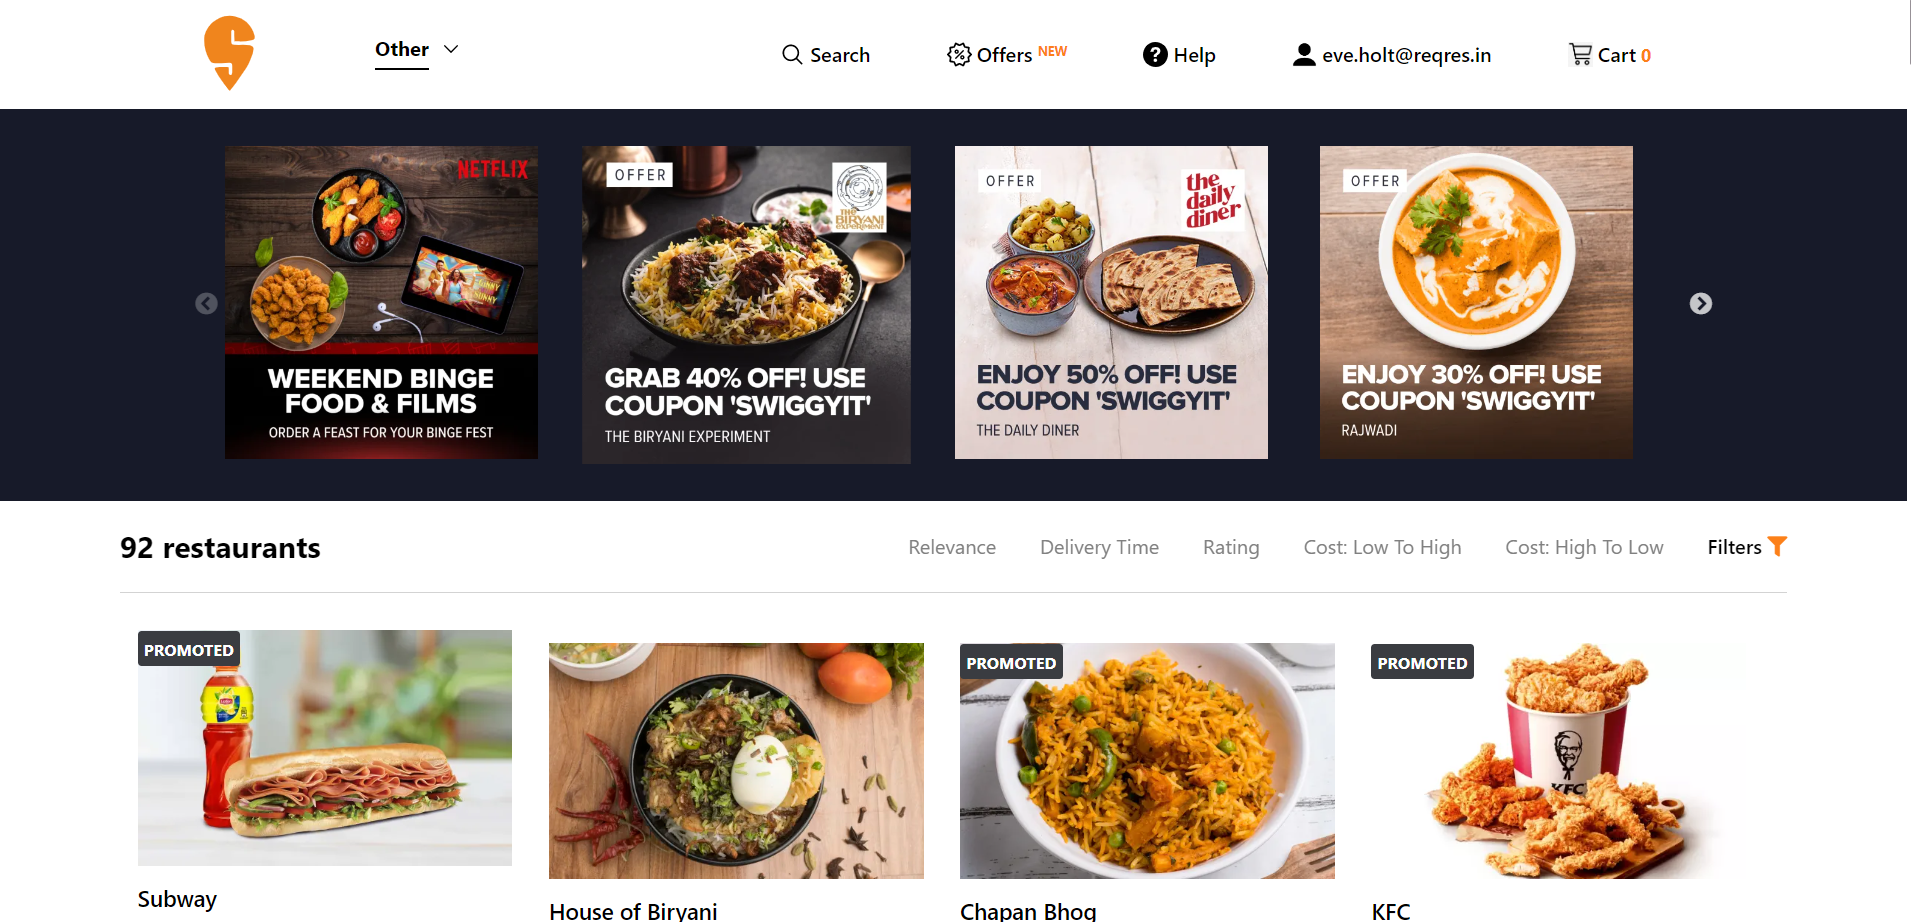 Other
Search
Offers NEW
Help
eve.holt@reqres.in
Cart 0
NETFLIX
WEEKEND BINGE
FOOD & FILMS
ORDER A FEAST FOR YOUR BINGE FEST
OFFER
THE
BIRYANI
EXPERIMENT
GRAB 40% OFF! USE
COUPON 'SWIGGYIT'
THE BIRYANI EXPERIMENT
OFFER
the
daily
diner
ENJOY 50% OFF! USE
COUPON 'SWIGGYIT'
THE DAILY DINER
OFFER
ENJOY 30% OFF! USE
COUPON 'SWIGGYIT'
RAJWADI
92 restaurants
Relevance
Delivery Time
Rating
Cost: Low To High
Cost: High To Low
Filters
PROMOTED
Subway
House of Biryani
PROMOTED
Chapan Bhog
PROMOTED
KFC
KFC